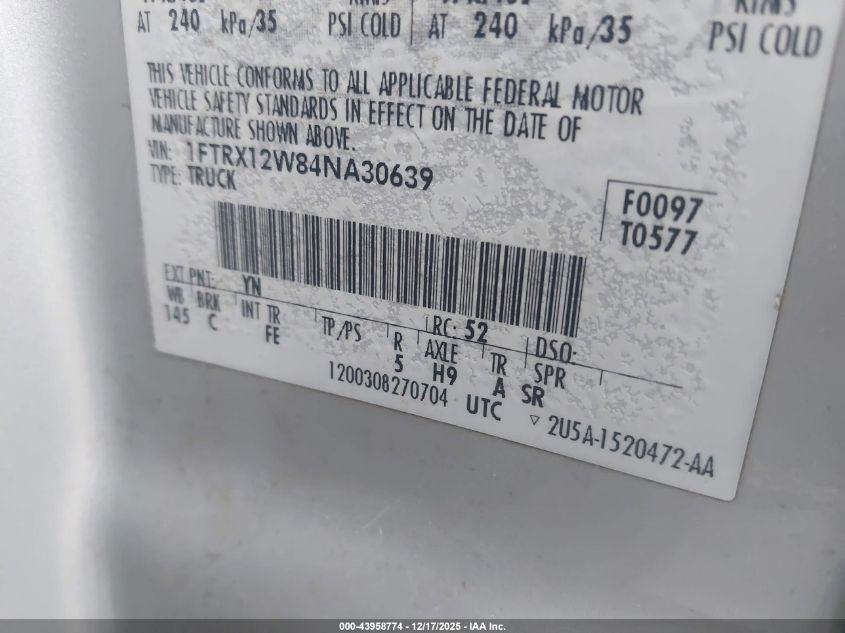 AT 240 kPa/35 PSI COLD AT 240 kPa/35 PSI COLD
THIS VEHICLE CONFORMS TO ALL APPLICABLE FEDERAL MOTOR
VEHICLE SAFETY STANDARDS IN EFFECT ON THE DATE OF
MANUFACTURE SHOWN ABOVE.
VIN: 1FTRX12W84NA30639
TYPE: TRUCK
F0097
T0577
EXT PNT: YN
RC: 52 DSO:
WB BRK INT TR TP/PS R AXLE TR SPR
145 C FE 5 H9 A SR
1200308270704 UTC ▽ 2U5A-1520472-AA
000-43958774 - 12/17/2025 - IAA Inc.